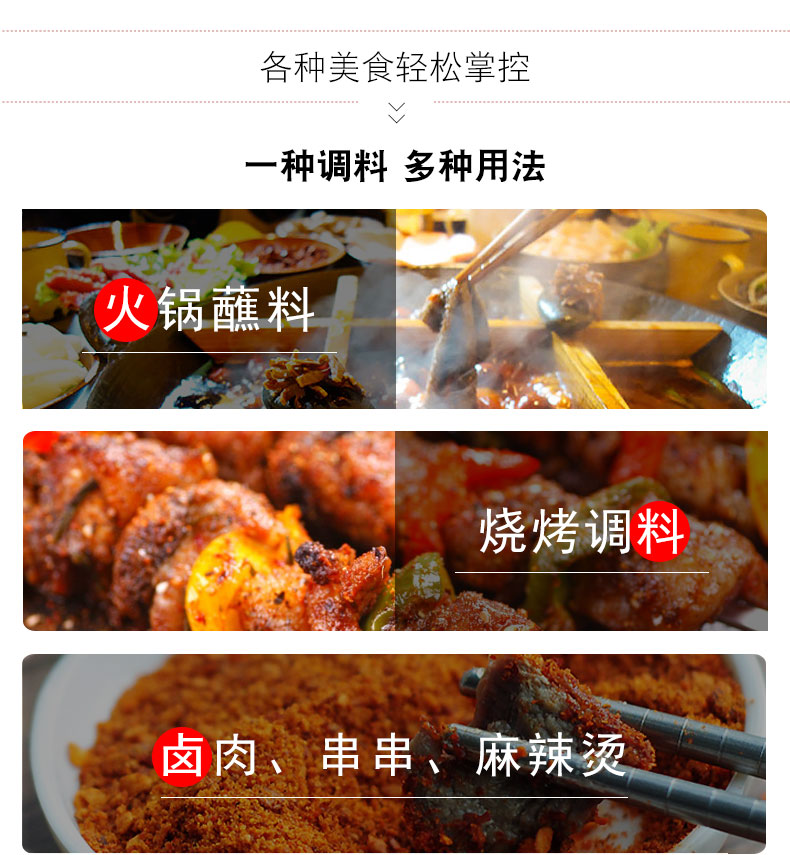 各种美食轻松掌控
一种调料 多种用法
火锅蘸料
烧烤调料
卤肉、串串、麻辣烫